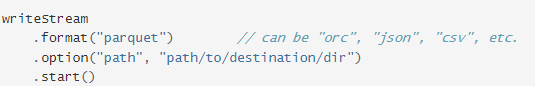 writeStream
    .format("parquet")        // can be "orc", "json", "csv", etc.
    .option("path", "path/to/destination/dir")
    .start()